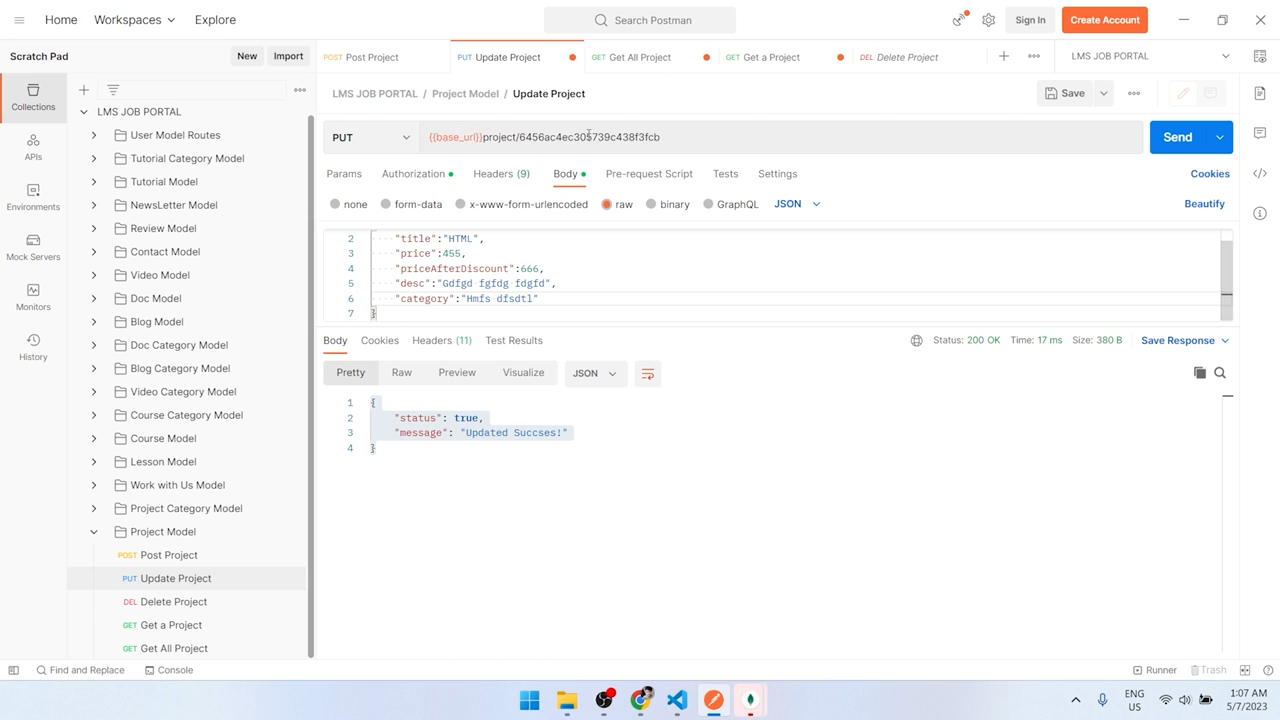 Home
Workspaces
Explore
Search Postman
Sign In
Create Account
Scratch Pad
New
Import
POST Post Project
PUT Update Project
GET Get All Project
GET Get a Project
DEL Delete Project
LMS JOB PORTAL
Collections
APIs
Environments
Mock Servers
Monitors
History
LMS JOB PORTAL
User Model Routes
Tutorial Category Model
Tutorial Model
NewsLetter Model
Review Model
Contact Model
Video Model
Doc Model
Blog Model
Doc Category Model
Blog Category Model
Video Category Model
Course Category Model
Course Model
Lesson Model
Work with Us Model
Project Category Model
Project Model
POST Post Project
PUT Update Project
DEL Delete Project
GET Get a Project
GET Get All Project
LMS JOB PORTAL / Project Model / Update Project
Save
PUT
{{base_url}}project/6456ac4ec305739c438f3fcb
Send
Params
Authorization
Headers (9)
Body
Pre-request Script
Tests
Settings
Cookies
none
form-data
x-www-form-urlencoded
raw
binary
GraphQL
JSON
Beautify
2 "title":"HTML",
3 "price":455,
4 "priceAfterDiscount":666,
5 "desc":"Gdfgd fgfdg fdgfd",
6 "category":"Hmfs dfsdtl"
7 }
Body
Cookies
Headers (11)
Test Results
Status: 200 OK
Time: 17 ms
Size: 380 B
Save Response
Pretty
Raw
Preview
Visualize
JSON
1 {
2 "status": true,
3 "message": "Updated Succses!"
4 }
Find and Replace
Console
Runner
Trash
ENG
US
1:07 AM
5/7/2023